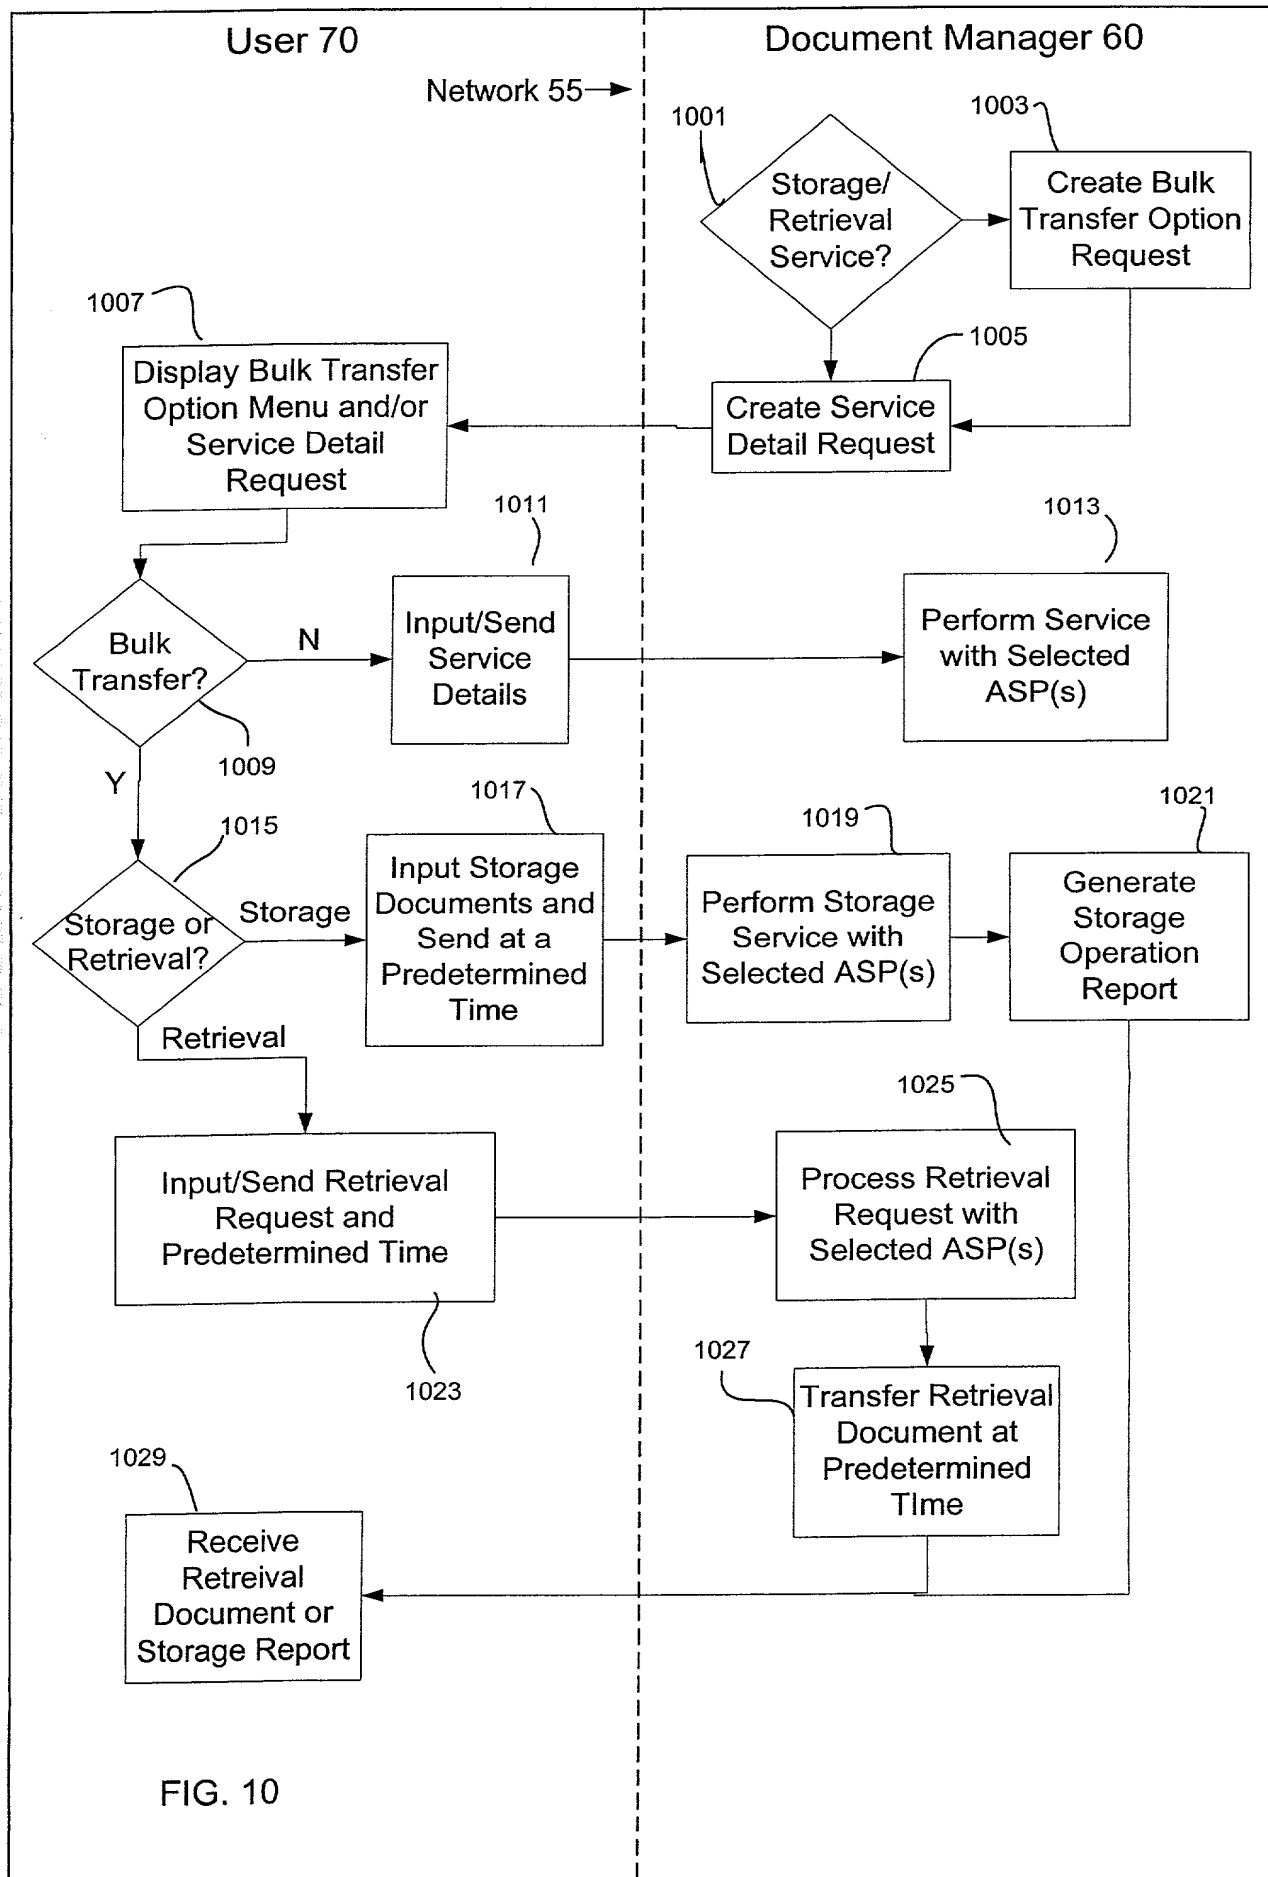 User 70
Document Manager 60
Network 55
1001
1003
Storage/
Retrieval
Service?
Create Bulk
Transfer Option
Request
1007
1005
Display Bulk Transfer
Option Menu and/or
Service Detail
Request
Create Service
Detail Request
1011
1013
Bulk
Transfer?
N
Input/Send
Service
Details
Perform Service
with Selected
ASP(s)
1009
Y
1015
1017
1019
1021
Storage or
Retrieval?
Storage
Input Storage
Documents and
Send at a
Predetermined
Time
Perform Storage
Service with
Selected ASP(s)
Generate
Storage
Operation
Report
Retrieval
1025
Input/Send Retrieval
Request and
Predetermined Time
Process Retrieval
Request with
Selected ASP(s)
1023
1027
Transfer Retrieval
Document at
Predetermined
TIme
1029
Receive
Retreival
Document or
Storage Report
FIG. 10